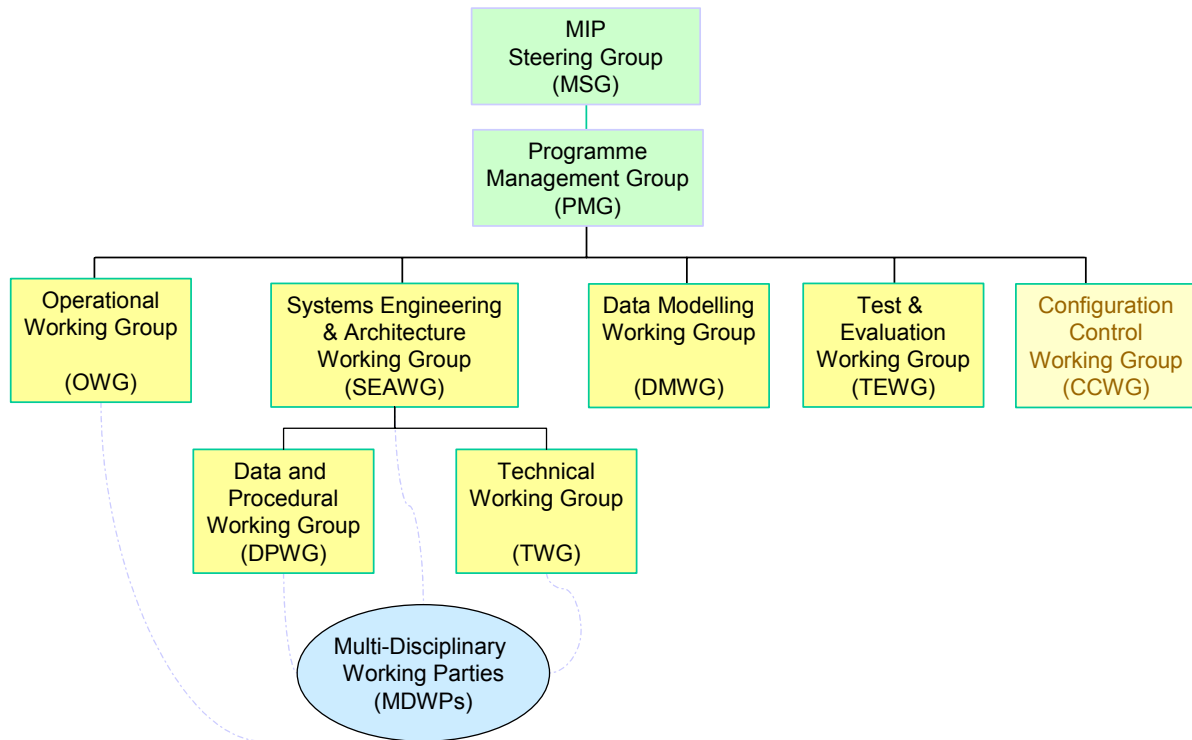 MIP
Steering Group
(MSG)
Programme
Management Group
(PMG)
Operational
Working Group
(OWG)
Systems Engineering
& Architecture
Working Group
(SEAWG)
Data Modelling
Working Group
(DMWG)
Test &
Evaluation
Working Group
(TEWG)
Configuration
Control
Working Group
(CCWG)
Data and
Procedural
Working Group
(DPWG)
Technical
Working Group
(TWG)
Multi-Disciplinary
Working Parties
(MDWPs)